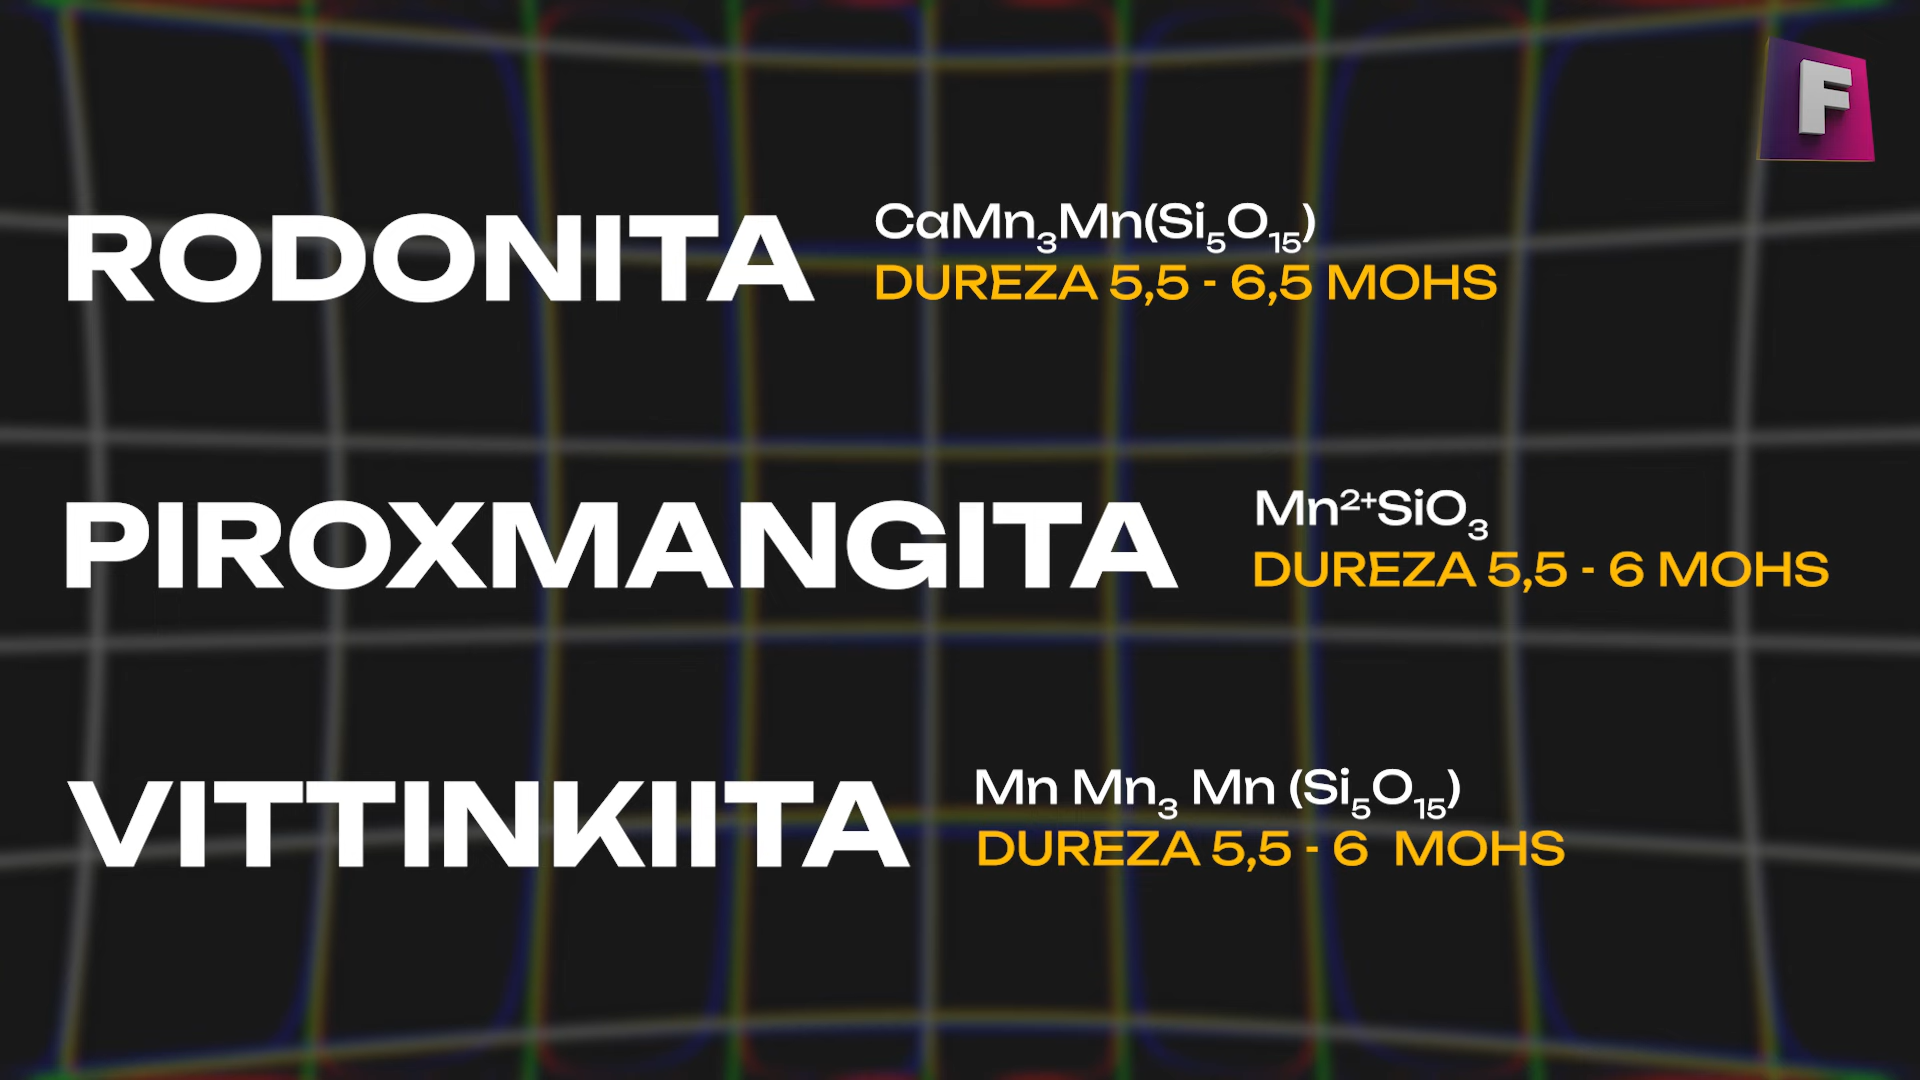 F
RODONITA
CaMn₃Mn(Si₅O₁₅)
DUREZA 5,5 - 6,5 MOHS
PIROXMANGITA
Mn²⁺SiO₃
DUREZA 5,5 - 6 MOHS
VITTINKIITA
Mn Mn₃ Mn (Si₅O₁₅)
DUREZA 5,5 - 6 MOHS